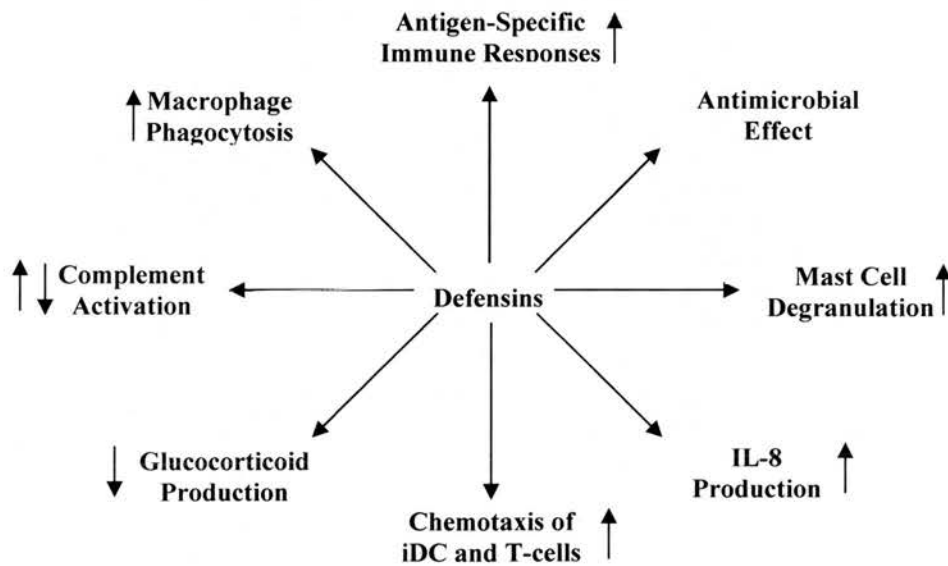 Antigen-Specific
Immune Responses
Macrophage
Phagocytosis
Antimicrobial
Effect
Complement
Activation
Defensins
Mast Cell
Degranulation
Glucocorticoid
Production
IL-8
Production
Chemotaxis of
iDC and T-cells